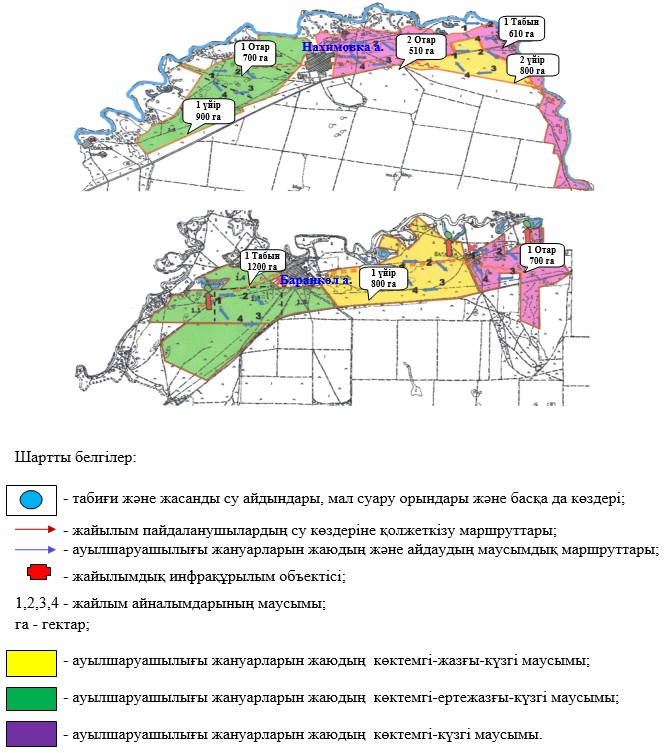 1 Табын
610 га
2 Отар
510 га
1 Отар
700 га
Нахимовка а.
2 үйір
800 га
1 үйір
900 га
1 Табын
1200 га
1 Отар
700 га
Баранкөл а.
1 үйір
800 га
Шартты белгілер:
- табиғи және жасанды су айдындары, мал суару орындары және басқа да көздері;
- жайылым пайдаланушылардың су көздеріне қолжеткізу маршруттары;
- ауылшаруашылығы жануарларын жаюдың және айдаудың маусымдық маршруттары;
- жайылымдық инфрақұрылым объектісі;
1,2,3,4 - жайлым айналымдарының маусымы;
га - гектар;
- ауылшаруашылығы жануарларын жаюдың көктемгі-жазғы-күзгі маусымы;
- ауылшаруашылығы жануарларын жаюдың көктемгі-ертежазғы-күзгі маусымы;
- ауылшаруашылығы жануарларын жаюдың көктемгі-күзгі маусымы.